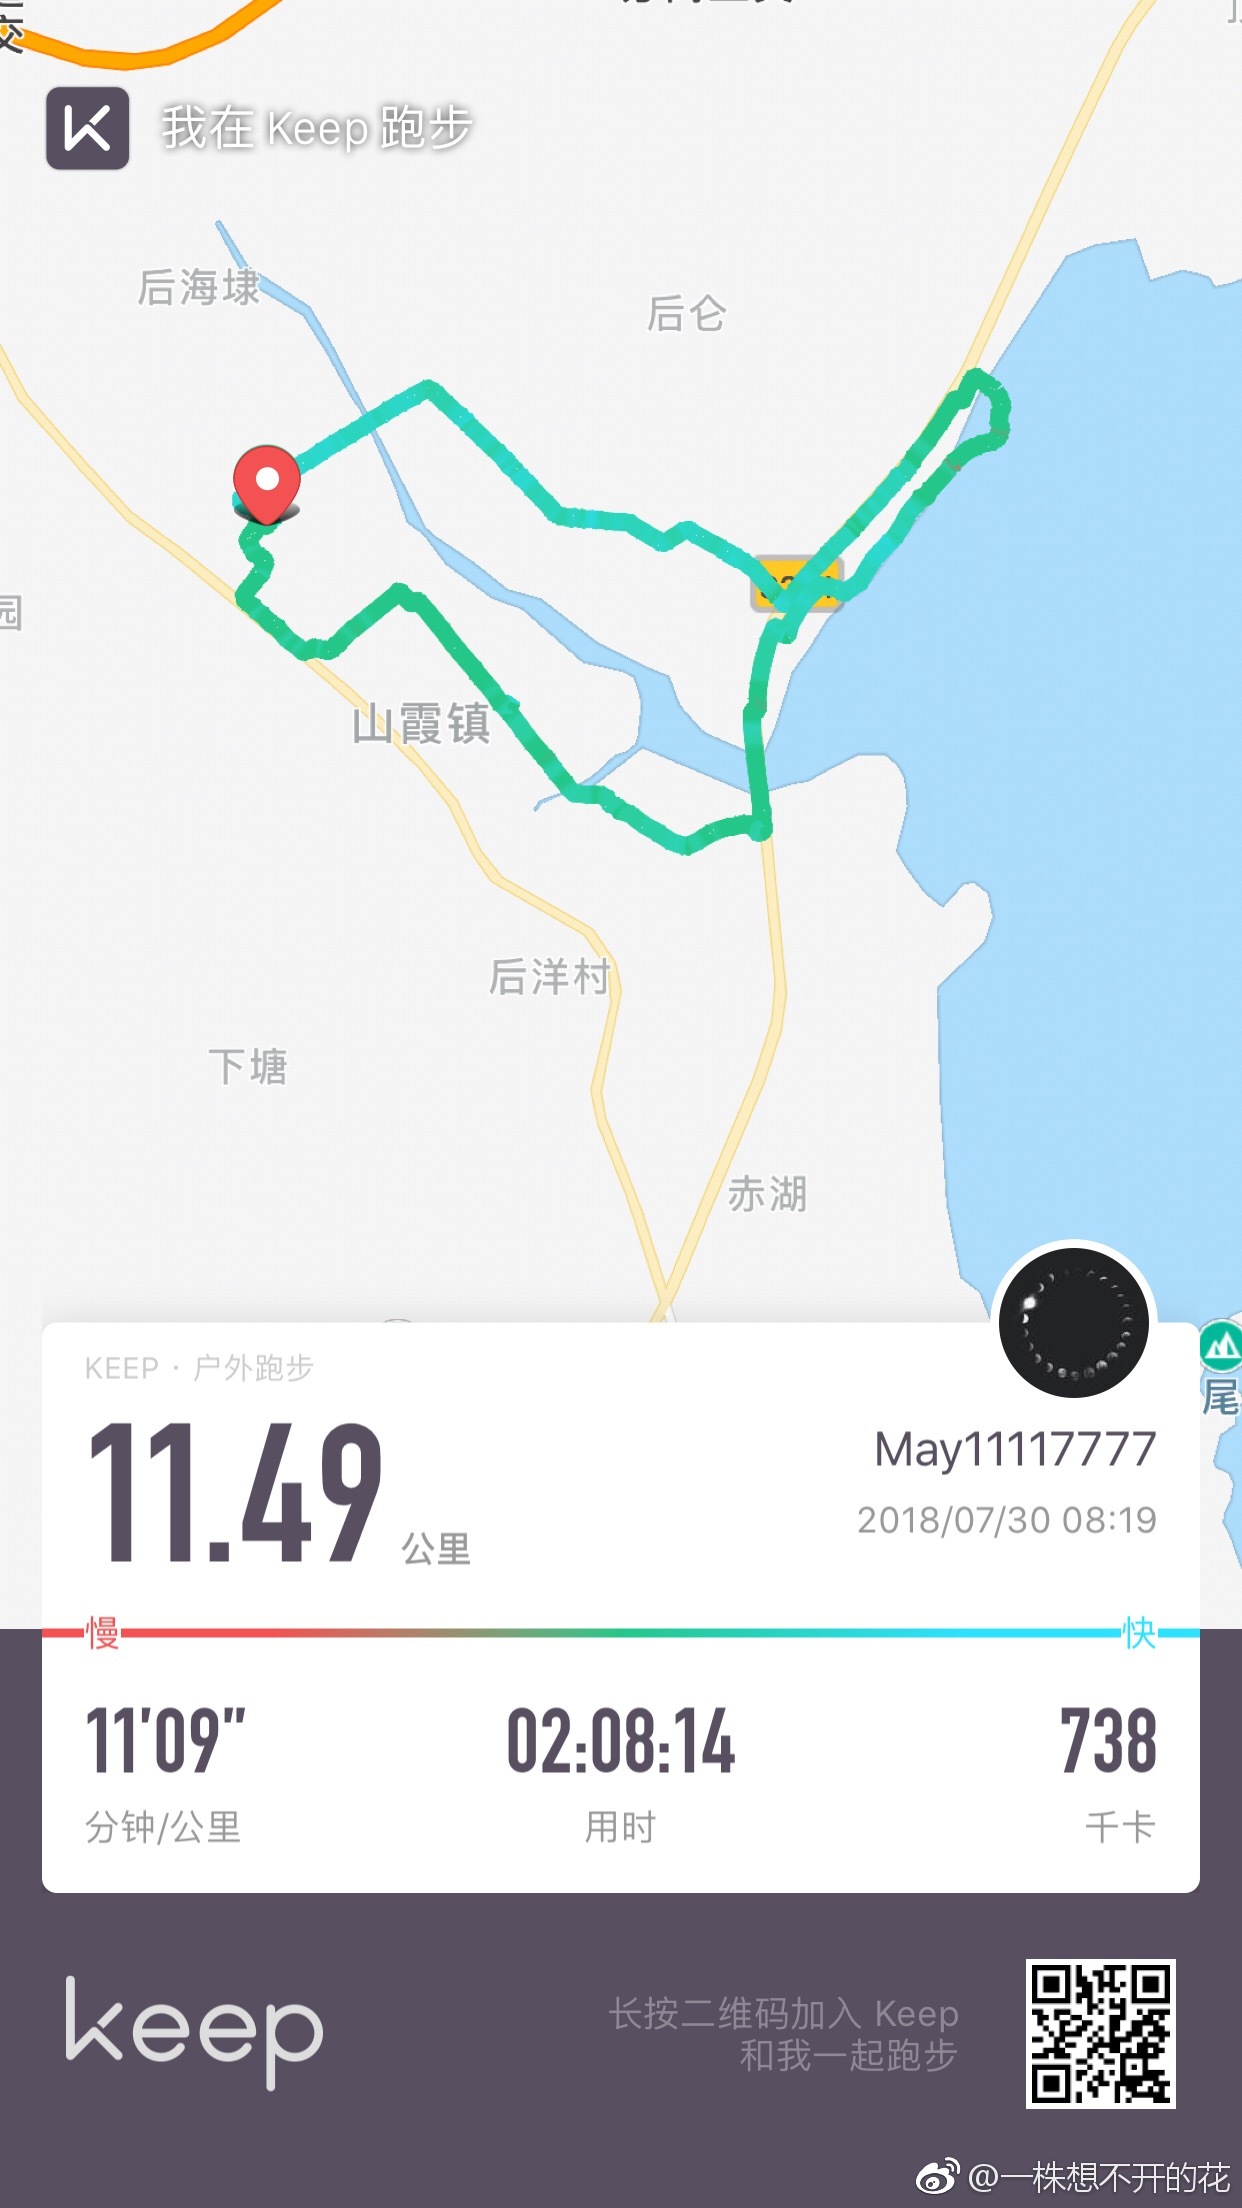 我在 Keep 跑步
后海埭
后仑
园
山霞镇
后洋村
下塘
赤湖
尾
KEEP · 户外跑步
11.49 公里
May11117777
2018/07/30 08:19
慢
快
11'09"
02:08:14
738
分钟/公里
用时
千卡
keep
长按二维码加入 Keep
和我一起跑步
@一株想不开的花